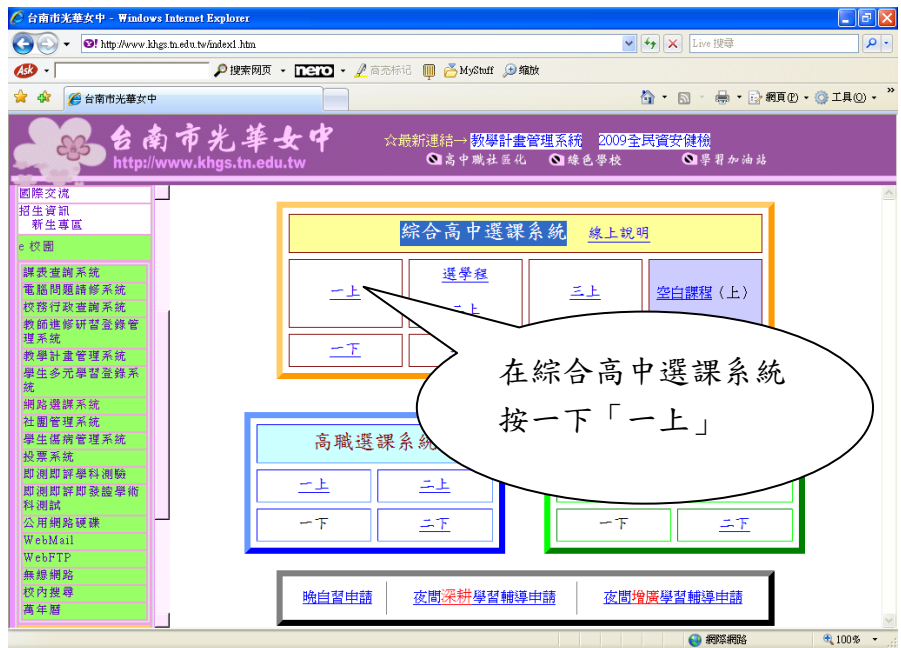 台南市光華女中 - Windows Internet Explorer
http://www.khgs.tn.edu.tw/index1.htm
Live 搜尋
Ask
搜索网页
nero
高亮标记
MyStuff
缩放
台南市光華女中
網頁(P)
工具(O)
台南市光華女中
http://www.khgs.tn.edu.tw
☆最新連結→ 教學計畫管理系統 2009全民資安健檢
高中職社區化 綠色學校 學習加油站
國際交流
招生資訊
新生專區
e 校園
課表查詢系統
電腦問題請修系統
校務行政查詢系統
教師進修研習登錄管
理系統
教學計畫管理系統
學生多元學習登錄系
統
網路選課系統
社團管理系統
學生傷病管理系統
投票系統
即測即評學科測驗
即測即評即發證學術
科測試
公用網路硬碟
WebMail
WebFTP
無線網路
校內搜尋
萬年曆
綜合高中選課系統 線上說明
一上
選學程
二上
三上
空白課程（上）
一下
在綜合高中選課系統
按一下「一上」
高職選課系統
一上 二上
一下 二下
一下 二下
晚自習申請 夜間深耕學習輔導申請 夜間增廣學習輔導申請
網際網路
100%